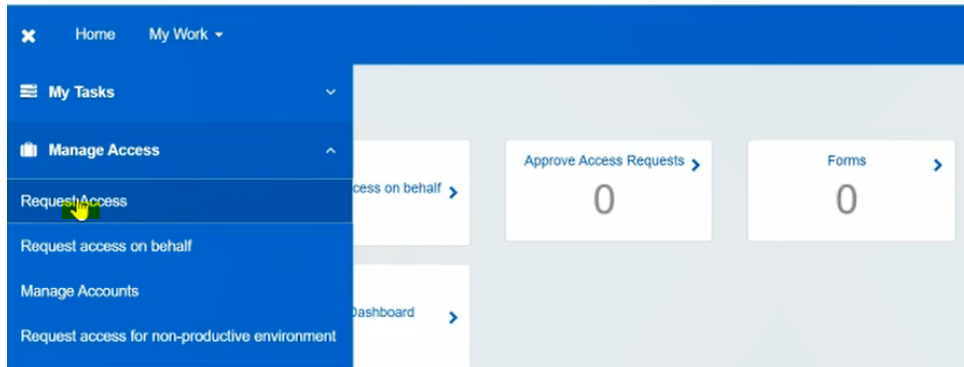 Home My Work
My Tasks
Manage Access
Request Access
Request access on behalf
Manage Accounts
Request access for non-productive environment
cess on behalf
Approve Access Requests
0
Forms
0
Dashboard